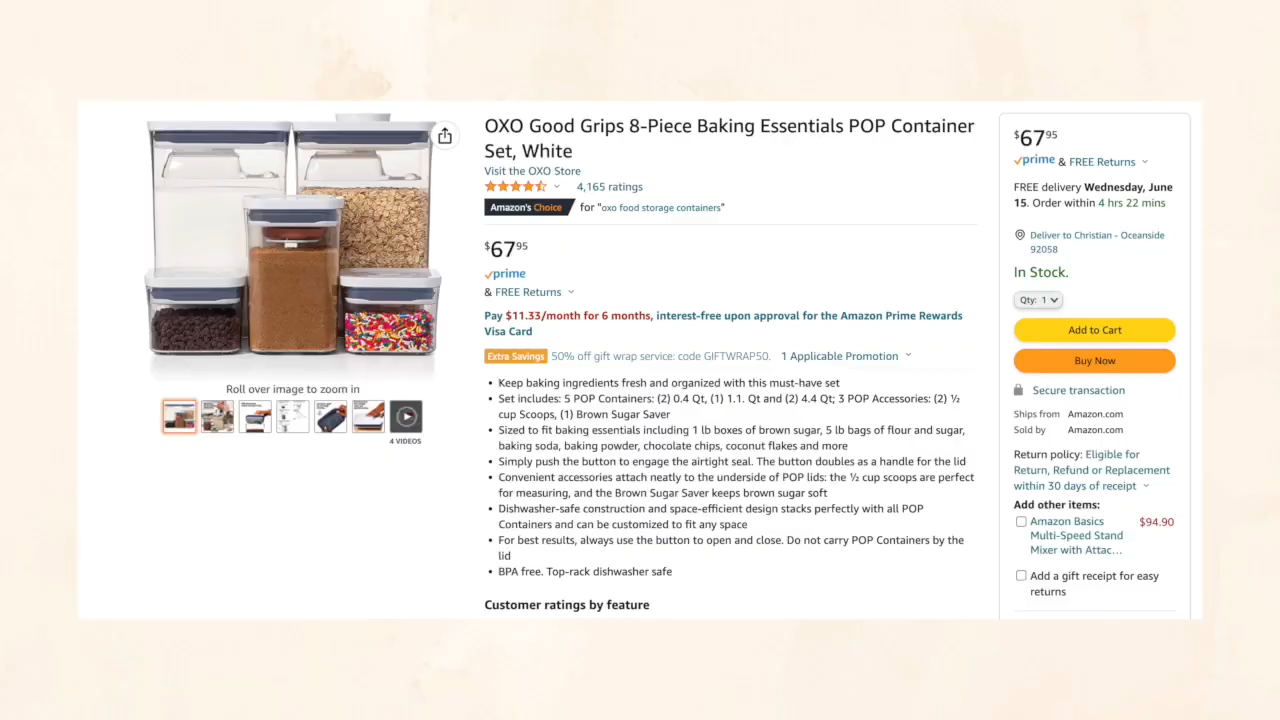 OXO Good Grips 8-Piece Baking Essentials POP Container
Set, White
Visit the OXO Store
4,165 ratings
Amazon's Choice for "oxo food storage containers"
$6795
prime
& FREE Returns
Pay $11.33/month for 6 months, interest-free upon approval for the Amazon Prime Rewards
Visa Card
Extra Savings 50% off gift wrap service: code GIFTWRAP50. 1 Applicable Promotion
• Keep baking ingredients fresh and organized with this must-have set
• Set includes: 5 POP Containers: (2) 0.4 Qt, (1) 1.1. Qt and (2) 4.4 Qt; 3 POP Accessories: (2) ½
cup Scoops, (1) Brown Sugar Saver
• Sized to fit baking essentials including 1 lb boxes of brown sugar, 5 lb bags of flour and sugar,
baking soda, baking powder, chocolate chips, coconut flakes and more
• Simply push the button to engage the airtight seal. The button doubles as a handle for the lid
• Convenient accessories attach neatly to the underside of POP lids: the ½ cup scoops are perfect
for measuring, and the Brown Sugar Saver keeps brown sugar soft
• Dishwasher-safe construction and space-efficient design stacks perfectly with all POP
Containers and can be customized to fit any space
• For best results, always use the button to open and close. Do not carry POP Containers by the
lid
• BPA free. Top-rack dishwasher safe
Customer ratings by feature
Roll over image to zoom in
4 VIDEOS
$6795
prime & FREE Returns
FREE delivery Wednesday, June
15. Order within 4 hrs 22 mins
Deliver to Christian - Oceanside
92058
In Stock.
Qty: 1
Add to Cart
Buy Now
Secure transaction
Ships from Amazon.com
Sold by Amazon.com
Return policy: Eligible for
Return, Refund or Replacement
within 30 days of receipt
Add other items:
Amazon Basics $94.90
Multi-Speed Stand
Mixer with Attac...
Add a gift receipt for easy
returns